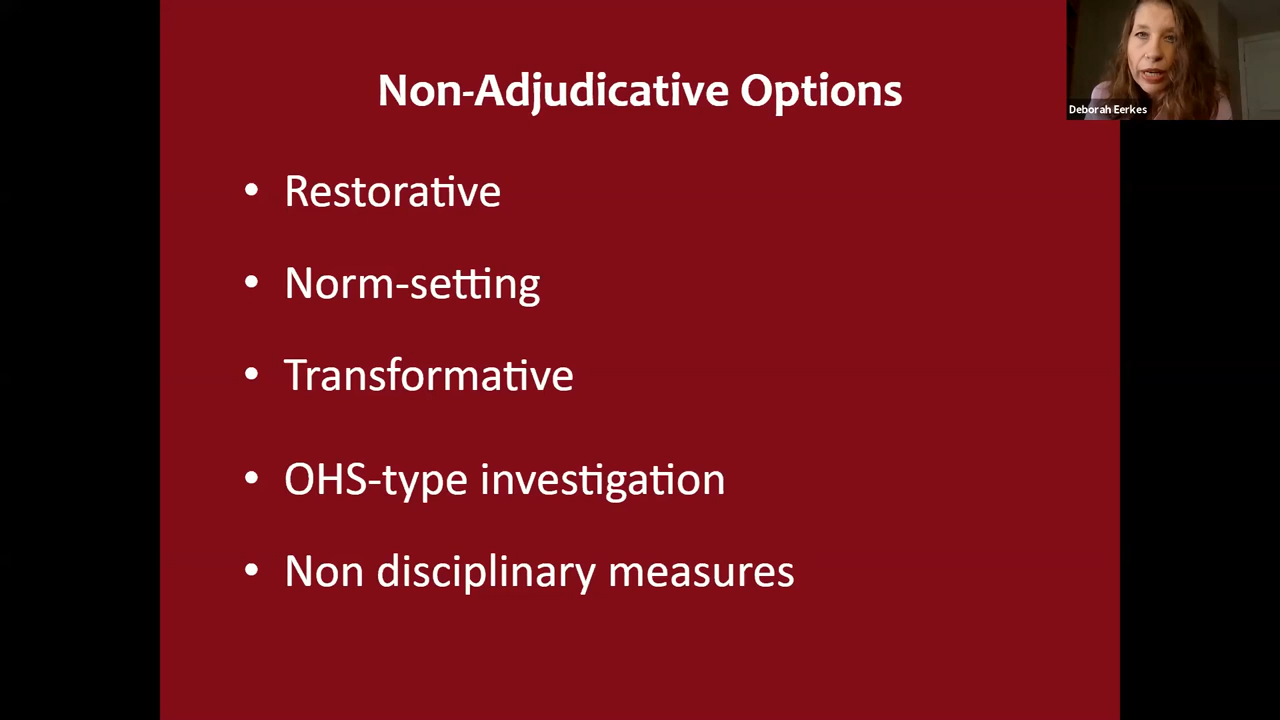 Non-Adjudicative Options
Deborah Eerkes
• Restorative
• Norm-setting
• Transformative
• OHS-type investigation
• Non disciplinary measures